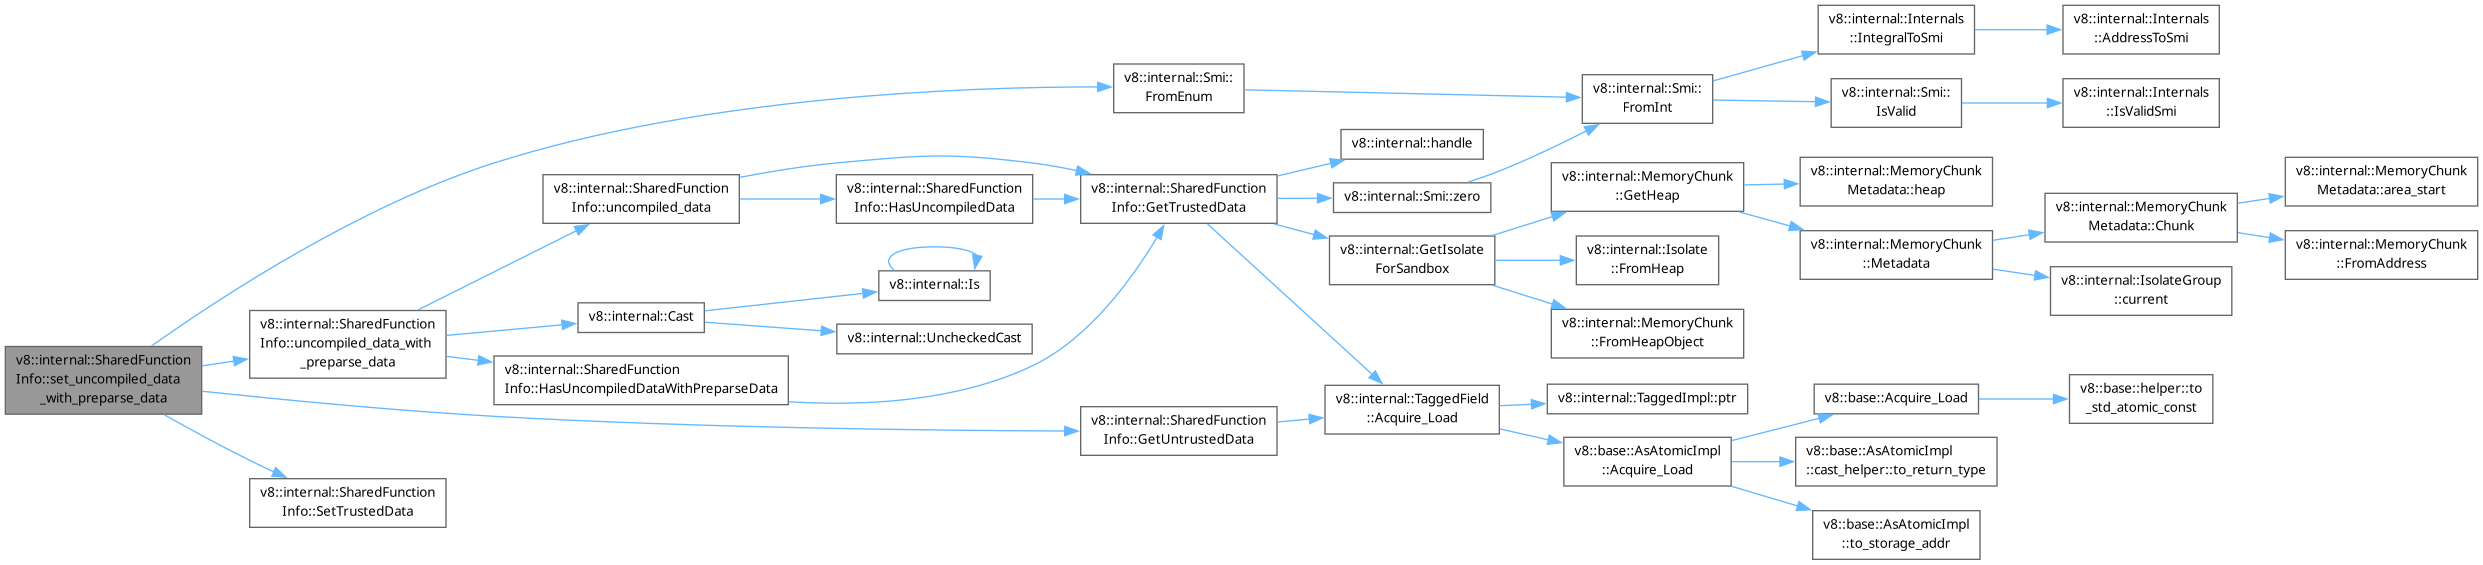 v8::internal::SharedFunction
Info::set_uncompiled_data
_with_preparse_data
v8::internal::Smi::
FromEnum
v8::internal::SharedFunction
Info::uncompiled_data_with
_preparse_data
v8::internal::SharedFunction
Info::SetTrustedData
v8::internal::SharedFunction
Info::uncompiled_data
v8::internal::Cast
v8::internal::SharedFunction
Info::HasUncompiledDataWithPreparseData
v8::internal::SharedFunction
Info::HasUncompiledData
v8::internal::Is
v8::internal::UncheckedCast
v8::internal::SharedFunction
Info::GetTrustedData
v8::internal::SharedFunction
Info::GetUntrustedData
v8::internal::handle
v8::internal::Smi::zero
v8::internal::GetIsolate
ForSandbox
v8::internal::TaggedField
::Acquire_Load
v8::internal::Smi::
FromInt
v8::internal::MemoryChunk
::GetHeap
v8::internal::Isolate
::FromHeap
v8::internal::MemoryChunk
::FromHeapObject
v8::internal::TaggedImpl::ptr
v8::base::AsAtomicImpl
::Acquire_Load
v8::internal::Internals
::IntegralToSmi
v8::internal::Smi::
IsValid
v8::internal::MemoryChunk
Metadata::heap
v8::internal::MemoryChunk
::Metadata
v8::base::Acquire_Load
v8::base::AsAtomicImpl
::cast_helper::to_return_type
v8::base::AsAtomicImpl
::to_storage_addr
v8::internal::Internals
::AddressToSmi
v8::internal::Internals
::IsValidSmi
v8::internal::MemoryChunk
Metadata::Chunk
v8::internal::IsolateGroup
::current
v8::base::helper::to
_std_atomic_const
v8::internal::MemoryChunk
Metadata::area_start
v8::internal::MemoryChunk
::FromAddress